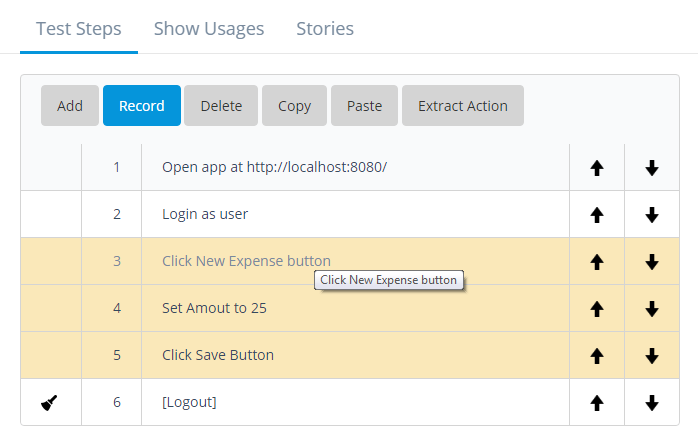 Test Steps Show Usages Stories
Add Record Delete Copy Paste Extract Action
1 Open app at http://localhost:8080/
2 Login as user
3 Click New Expense button
Click New Expense button
4 Set Amout to 25
5 Click Save Button
6 [Logout]